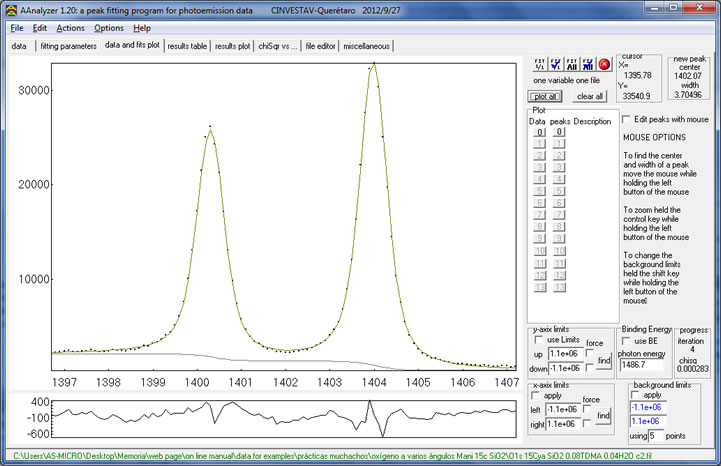 AAnalyzer 1.20: a peak fitting program for photoemission data CINVESTAV-Querétaro 2012/9/27
File Edit Actions Options Help
data fitting parameters data and fits plot results table results plot chiSqr vs ... file editor miscellaneous
30000
20000
10000
1397 1398 1399 1400 1401 1402 1403 1404 1405 1406 1407
400
-100
-600
FIT 1/1 FIT FIT All FIT
one variable one file
plot all clear all
cursor
X=
1395.78
Y=
33540.9
new peak
center
1402.07
width
3.70496
Plot
Data peaks Description
0 0
1 1
2 2
3 3
4 4
5 5
6 6
7 7
8 8
9 9
10 10
11 11
12 12
13 13
Edit peaks with mouse
MOUSE OPTIONS
To find the center
and width of a peak
move the mouse while
holding the left
button of the mouse
To zoom held the
control key while
holding the left
button of the mouse
To change the
background limits
held the shift key
while holding the
left button of the
mouse
y-axis limits
use Limits force
up 1.1e+06
down -1.1e+06 find
Binding Energy
use BE
photon energy
1486.7
progress
iteration
4
chisq
0.000283
x-axis limits
apply force
left -1.1e+06
right 1.1e+06 find
background limits
apply
-1.1e+06
1.1e+06
using 5 points
C:\Users\AS-MICRO\Desktop\Memoria\web page\on line manual\data for examples\prácticas muchachos\oxígeno a varios ángulos Mani 15c SiO2\O1s 15Cya SiO2 0.08TDMA 0.04H2O c2.fil